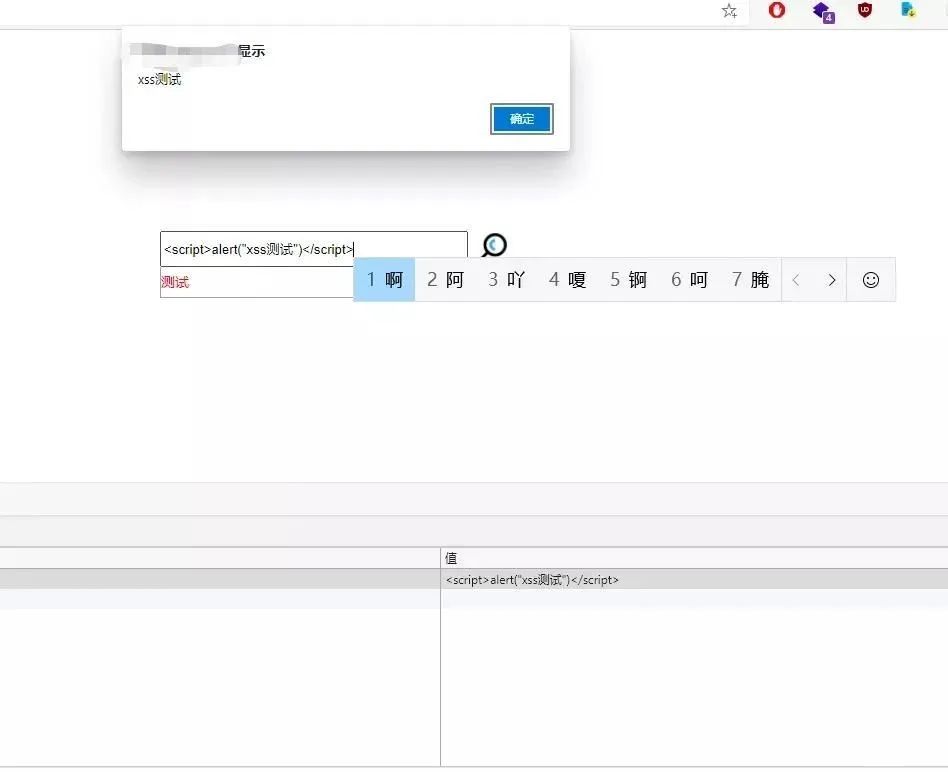 4
显示
xss测试
确定
<script>alert("xss测试")</script>
测试
1 啊 2 阿 3 吖 4 嗄 5 锕 6 呵 7 腌
值
<script>alert("xss测试")</script>